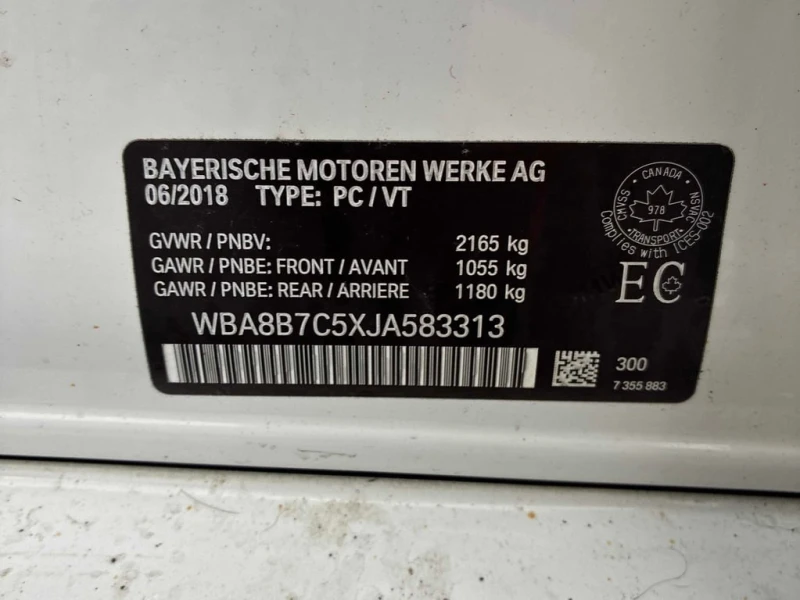 BAYERISCHE MOTOREN WERKE AG
06/2018 TYPE: PC / VT
GVWR / PNBV: 2165 kg
GAWR / PNBE: FRONT / AVANT 1055 kg
GAWR / PNBE: REAR / ARRIERE 1180 kg
CANADA
CMVSS
NSVAC
978
TRANSPORT
Complies with ICES-002
EC
WBA8B7C5XJA583313
300
7 355 883